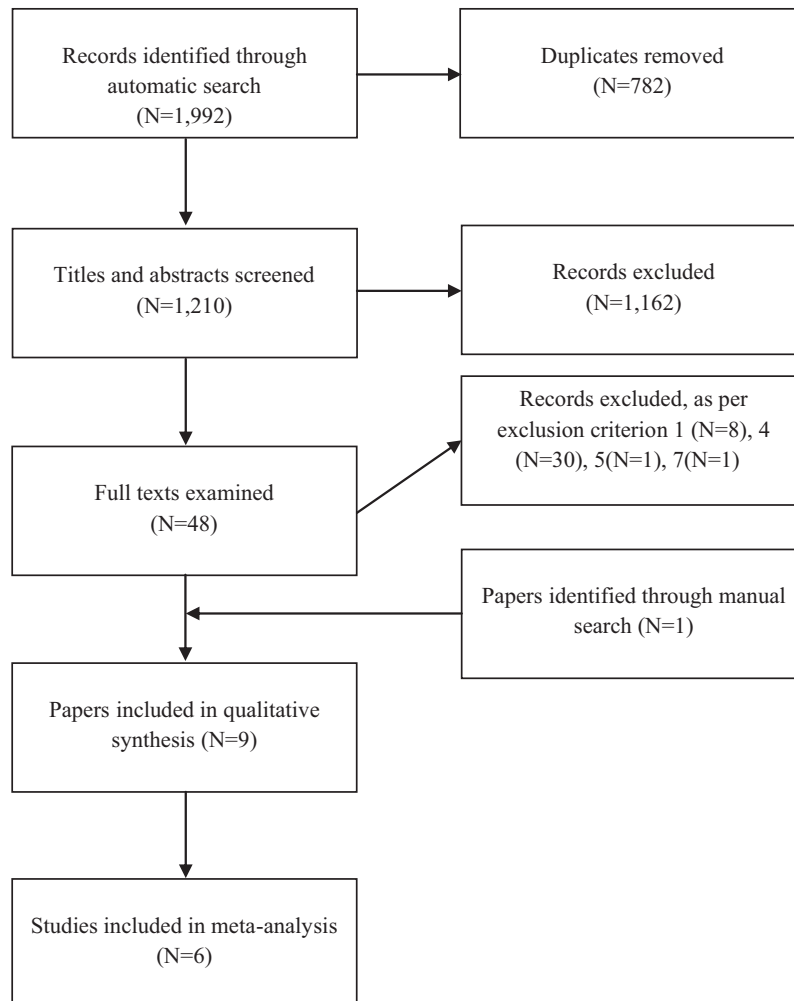 Records identified through
automatic search
(N=1,992)
Duplicates removed
(N=782)
Titles and abstracts screened
(N=1,210)
Records excluded
(N=1,162)
Records excluded, as per
exclusion criterion 1 (N=8), 4
(N=30), 5(N=1), 7(N=1)
Full texts examined
(N=48)
Papers identified through manual
search (N=1)
Papers included in qualitative
synthesis (N=9)
Studies included in meta-analysis
(N=6)